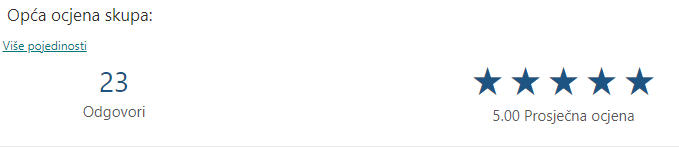 Opća ocjena skupa:
Više pojedinosti
23
Odgovori
5.00 Prosječna ocjena